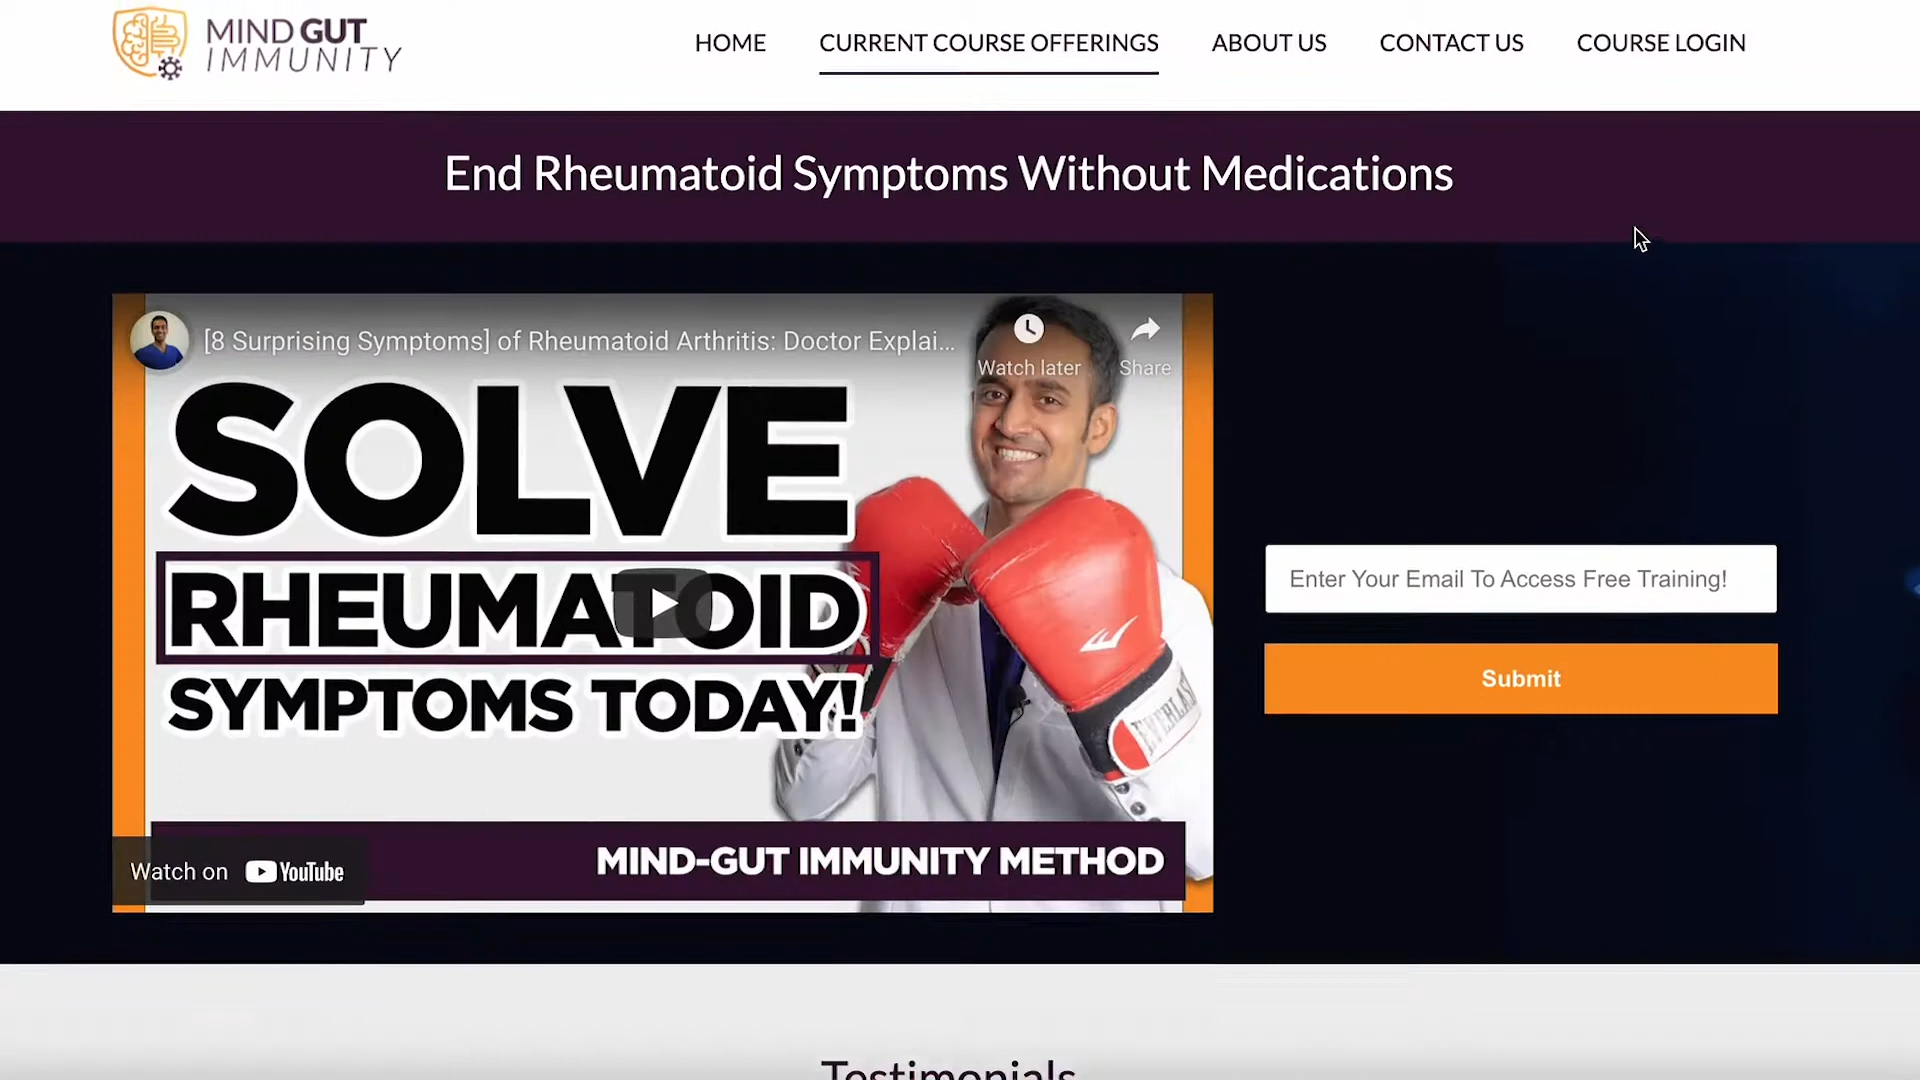 MIND GUT
IMMUNITY
HOME
CURRENT COURSE OFFERINGS
ABOUT US
CONTACT US
COURSE LOGIN
End Rheumatoid Symptoms Without Medications
[8 Surprising Symptoms] of Rheumatoid Arthritis: Doctor Explai...
Watch later
Share
SOLVE
RHEUMATOID
SYMPTOMS TODAY!
EVERLAST
MIND-GUT IMMUNITY METHOD
Watch on YouTube
Enter Your Email To Access Free Training!
Submit
Testimonials